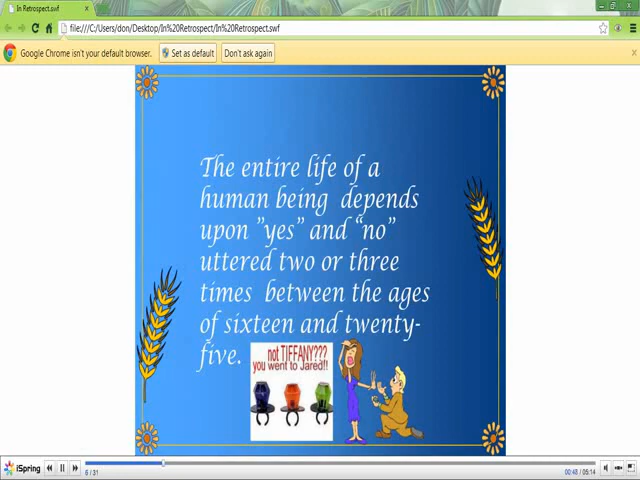 In Retrospect.swf
file:///C:/Users/don/Desktop/In%20Retrospect/In%20Retrospect.swf
Google Chrome isn't your default browser. Set as default Don't ask again
The entire life of a
human being depends
upon "yes" and "no"
uttered two or three
times between the ages
of sixteen and twenty-
five.
not TIFFANY???
you went to Jared!!
iSpring
6 / 31
00:48 / 05:14